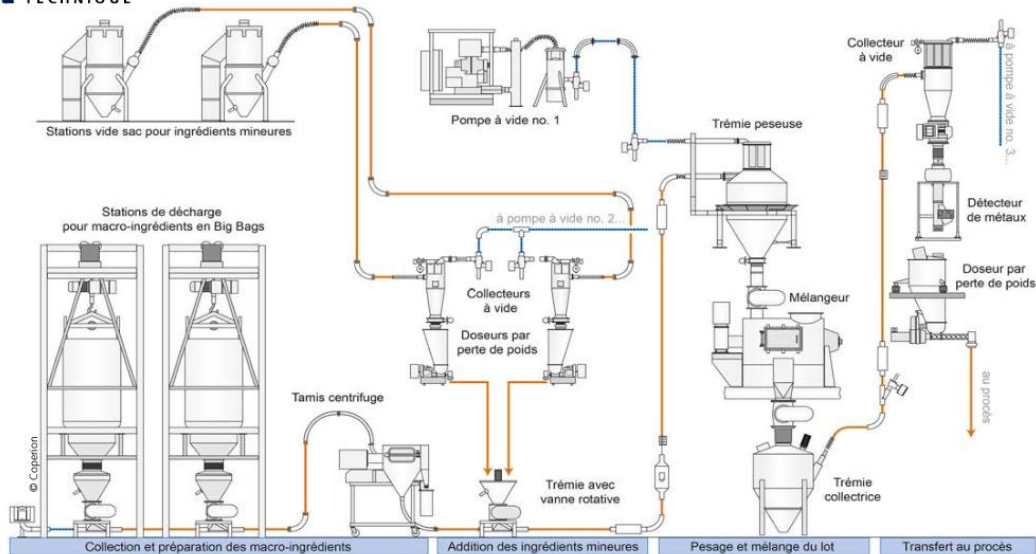 TECHNIQUE
Stations vide sac pour ingrédients mineures
Pompe à vide no. 1
Collecteur
à vide
à pompe à vide no. 3...
Trémie peseuse
Stations de décharge
pour macro-ingrédients en Big Bags
à pompe à vide no. 2...
Détecteur
de métaux
Collecteurs
à vide
Mélangeur
Doseur par
perte de poids
Doseurs par
perte de poids
au procès
Tamis centrifuge
Trémie avec
vanne rotative
Trémie
collectrice
© Coperion
Collection et préparation des macro-ingrédients
Addition des ingrédients mineures
Pesage et mélange du lot
Transfert au procès